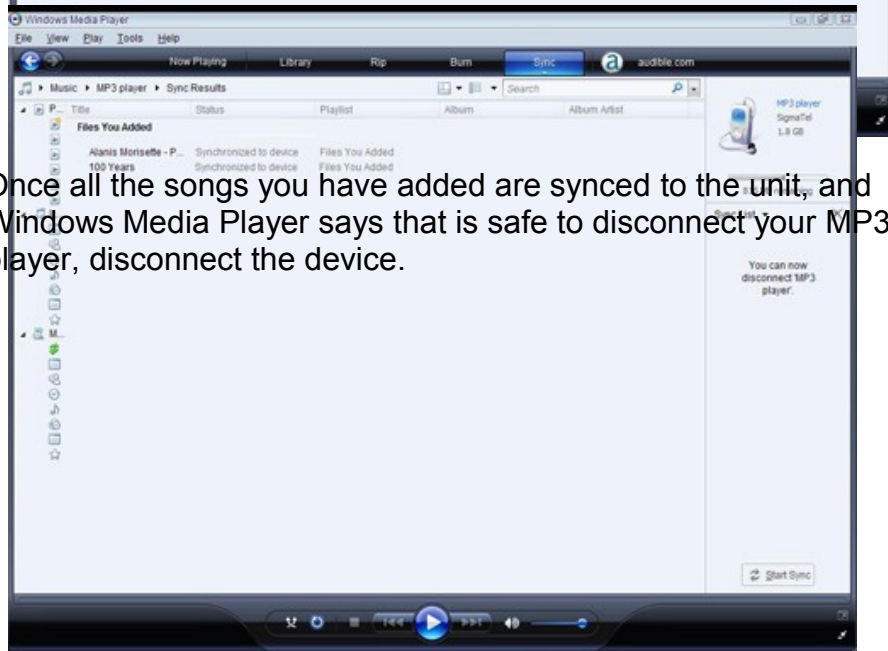 Windows Media Player
File View Play Tools Help
Now Playing Library Rip Burn Sync audible.com
Music MP3 player Sync Results Search
P... Title Status Playlist Album Album Artist
Files You Added
Alanis Morisette - P... Synchronized to device Files You Added
100 Years Synchronized to device Files You Added
MP3 player
SigmaTel
1.8 GB
Once all the songs you have added are synced to the unit, and
Windows Media Player says that is safe to disconnect your MP3
player, disconnect the device.
You can now
disconnect 'MP3
player'.
M...
Start Sync